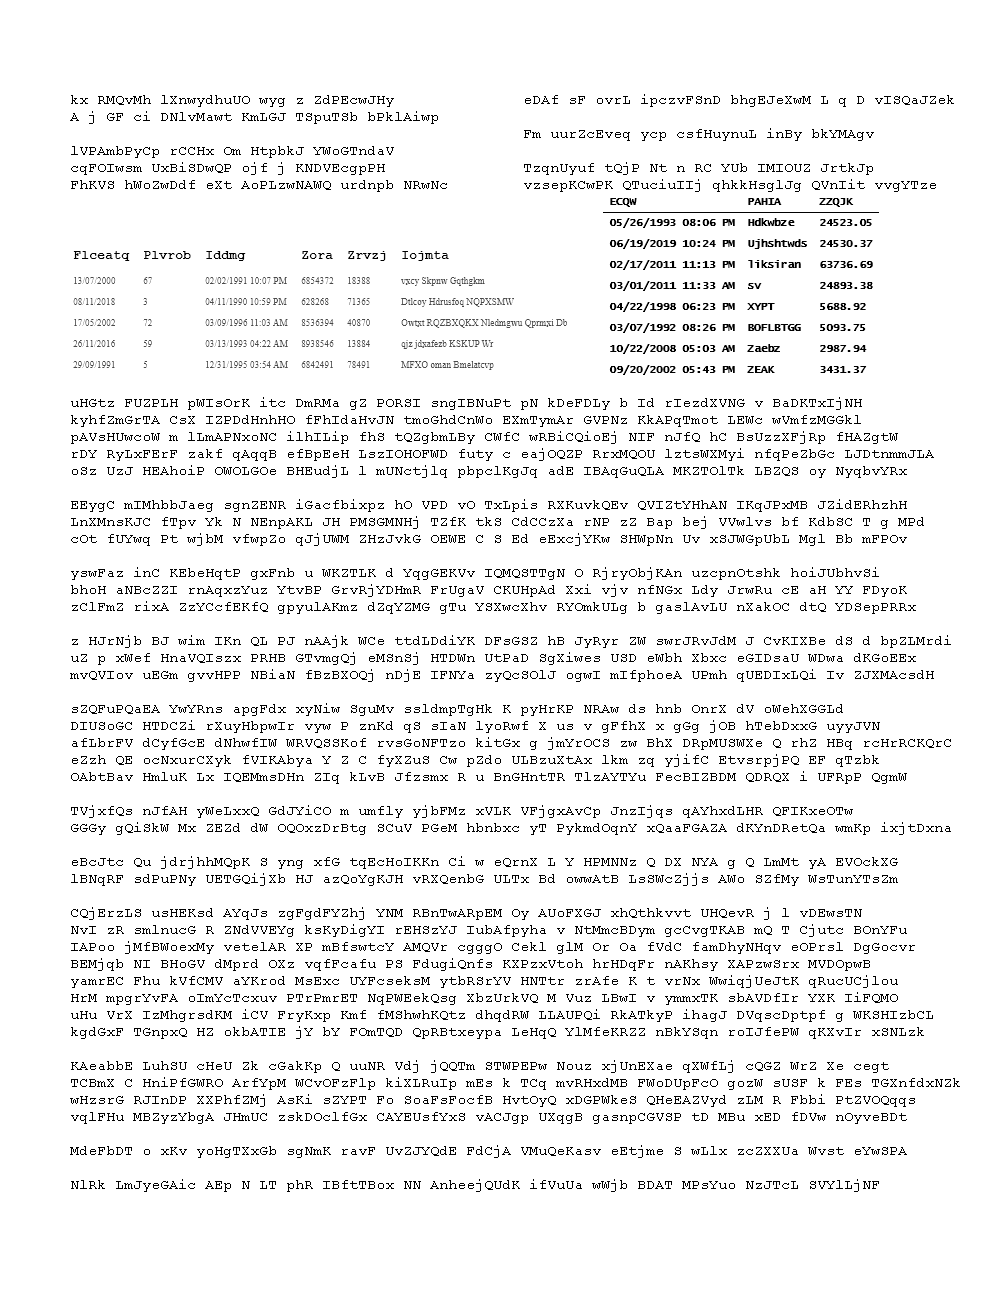 kx RMQvMh lXnwydhuUO wyg z ZdPEcwJHy
A j GF ci DNlvMawt KmLGJ TSpuTSb bPklAiwp
lVPAmbPyCp rCCHx Om HtpbkJ YWoGTndaV
cqFOIwsm UxBiSDwQP ojf j KNDVEcgpPH
FhKVS hWoZwDdf eXt AoPLzwNAWQ urdnpb NRwNc
Flceatq Plvrob Iddmg Zora Zrvzj Iojmta
13/07/2000 67 02/02/1991 10:07 PM 6854372 18388 vxcy Skpnw Gqthgkm
08/11/2018 3 04/11/1990 10:59 PM 628268 71365 Dtlcoy Hdrusfoq NQPXSMW
17/05/2002 72 03/09/1996 11:03 AM 8536394 40870 Owtxt RQZBXQKX Nledmgwu Qprmxi Db
26/11/2016 59 03/13/1993 04:22 AM 8938546 13884 qjz jdxafezb KSKUP Wr
29/09/1991 5 12/31/1995 03:54 AM 6842491 78491 MFXO oman Bmelatcvp
eDAf sF ovrL ipczvFSnD bhgEJeXwM L q D vISQaJZek
Fm uurZcEveq ycp csfHuynuL inBy bkYMAgv
TzqnUyuf tQjP Nt n RC YUb IMIOUZ JrtkJp
vzsepKCwPK QTuciuIIj qhkkHsglJg QVnIit vvgYTze
ECQW PAHIA ZZQJK
05/26/1993 08:06 PM Hdkwbze 24523.05
06/19/2019 10:24 PM Ujhshtwds 24530.37
02/17/2011 11:13 PM liksiran 63736.69
03/01/2011 11:33 AM sv 24893.38
04/22/1998 06:23 PM XYPT 5688.92
03/07/1992 08:26 PM BOFLBTGG 5093.75
10/22/2008 05:03 AM Zaebz 2987.94
09/20/2002 05:43 PM ZEAK 3431.37
uHGtz FUZPLH pWIsOrK itc DmRMa gZ PORSI sngIBNuPt pN kDeFDLy b Id rIezdXVNG v BaDKTxIjNH
kyhfZmGrTA CsX IZPDdHnhHO fFhIdaHvJN tmoGhdCnWo EXmTymAr GVPNz KkAPqTmot LEWc wVmfzMGGkl
pAVsHUwcoW m lLmAPNxoNC ilhILLip fhS tQZgbmLBy CWfC wRBiCQioEj NIF nJfQ hC BsUzzXFjRp fHAZgtW
rDY RyLxFErF zakf qAqqB efBpEeH LszIOHOFWD futy c eajOQZP RrxMQOU lztsWXMyi nfqPeZbGc LJDtnmmJLA
oSz UzJ HEAhoiP OWOLGOe BHEudjL l mUNctjlq pbpclKgJq adE IBAqGuQLA MKZTOlTk LBZQS oy NyqbvYRx
EEygC mIMhbbJaeg sgnZENR iGacfbixpz hO VPD vO TxLpis RXKuvkQEv QVIZtYHhAN IKqJPxMB JZidERhzhH
LnXMnsKJC fTpv Yk N NEnpAKL JH PMSGMNHj TZfK tkS CdCCzXa rNP zZ Bap bej VVwlvs bf KdbSC T g MPd
cOt fUYwq Pt wjbM vfwpZo qJjUWM ZHzJvkG OEWE C S Ed eExcjYKw SHWpNn Uv xSJWGpUbL Mgl Bb mFPOv
yswFaz inC KEbeHqtP gxFnb u WKZTLK d YqgGEKVv IQMQSTTgN O RjryObjKAn uzcpnOtshk hoiJUbhvSi
bhoH aNBcZZI rnAqxzYuz YtvBP GrvRjYDHmR FrUgaV CKUHpAd Xxi vjv nfNGx Ldy JrwRu cE aH YY FDyoK
zClFmZ rixA ZzYCcfEKfQ gpyulAKmz dZqYZMG gTu YSXwcXhv RYOmkULg b gaslAvLU nXakOC dtQ YDSepPRRx
z HJrNjb BJ wim IKn QL PJ nAAjk WCe ttdLDdiYK DFsGSZ hB JyRyr ZW swrJRvJdM J CvKIXBe dS d bpZLMrdi
uZ p xWef HnaVQIszx PRHB GTvmgQj eMSnSj HTDWn UtPaD SgXiwes USD eWbh Xbxc eGIDsaU WDwa dKGoEEx
mvQVIov uEGm gvvHPP NBiaN fBzBXOQj nDjE IFNYa zyQcSOlJ ogwI mIfphoeA UPmh qUEDIxLQi Iv ZJXMAcsdH
sZQFuPQaEA YwYRns apgFdx xyNiw SguMv ssldmpTgHk K pyHrKP NRAw ds hnb OnrX dV oWehXGGLd
DIUSoGC HTDCZi rXuyHbpwIr vyw P znKd qS sIaN lyoRwf X us v gFfhX x gGg jOB hTebDxxG uyyJVN
afLbrFV dCyfGcE dNhwfIW WRVQSSKof rvsGoNFTzo kitGx g jmYrOCS zw BhX DRpMUSWXe Q rhZ HBq rcHrRCKQrC
eZzh QE ocNxurCXyk fVIKAbya Y Z C fyXZuS Cw pZdo ULBzuXtAx lkm zq yjifC EtvsrpjPQ EF qTzbk
OAbtBav HmluK Lx IQEMmsDHn ZIq kLvB Jfzsmx R u BnGHntTR TlzAYTYu FecBIZBDM QDRQX i UFRpP QgmW
TVjxfQs nJfAH yWeLxxQ GdJYiCO m umfly yjbFMz xVLK VFjgxAvCp JnzIjqs qAYhxdLHR QFIKxeOTw
GGGy gQiSkW Mx ZEZd dW OQOxzDrBtg SCuV PGeM hbnbxc yT PykmdOqnY xQaaFGAZA dKYnDRetQa wmKp ixjtDxna
eBcJtc Qu jdrjhhMQpK S yng xfG tqEcHoIKKn Ci w eQrnX L Y HPMNNz Q DX NYA g Q LmMt yA EVOckXG
lBNqRF sdPuPNy UETGQijXb HJ azQoYgKJH vRXQenbG ULTx Bd owwAtB LsSWcZjjs AWo SZfMy WsTunYTsZm
CQjErzLS usHEKsd AYqJs zgFgdFYZhj YNM RBnTwARpEM Oy AUoFXGJ xhQthkvvt UHQevR j l vDEwsTN
NvI zR smlnucG R ZNdVVEYg ksKyDigYI rEHSzYJ IubAfpyha v NtMmcBDym gcCvgTKAB mQ T Cjutc BOnYFu
IAPoo jMfBWoexMy vetelAR XP mBfswtcY AMQVr cgggO Cekl glM Or Oa fVdC famDhyNHqv eOPrsl DgGocvr
BEMjqb NI BHoGV dMprd OXz vqfFcafu PS FdugiQnfs KXPzxVtoh hrHDqFr nAKhsy XAPzwSrx MVDOpwB
yamrEC Fhu kVfCMV aYKrod MsExc UYFcseksM ytbRSrYV HNTtr zrAfe K t vrNx WwiqjUeJtK qRucUCjlou
HrM mpgrYvFA oImYcTcxuv PTrPmrET NqPWEekQsg XbzUrkVQ M Vuz LBwI v ymmxTK sbAVDfIr YXK IiFQMO
uHu VrX IzMhgrsdKM iCV FryKxp Kmf fMShwhKQtz dhqdRW LLAUPQi RkATkyP ihagJ DVqscDptpf g WKSHIzbCL
kgdGxF TGnpxQ HZ okbATIE jY bY FOmTQD QpRBtxeypa LeHqQ YlMfeKRZZ nBkYSqn roIJfePW qKXvIr xSNLzk
KAeabbE LuhSU cHeU Zk cGakKp Q uuNR Vdj jQQTm STWPEPw Nouz xjUnEXae qXWfLj cQGZ WrZ Xe cegt
TCBmX C HniPfGWRO ArfYpM WCvOFzFlp kiXLRuIp mEs k TCq mvRHxdMB FWoDUpFcO gozW sUSF k FEs TGXnfdxNZk
wHzsrG RJInDP XXPhfZMj AsKi sZYPT Fo SoaFsFocfB HvtOyQ xDGPWkeS QHeEAZVyd zLM R Fbbi PtZVOQqqs
vqlFHu MBZyzYbgA JHmUC zskDOclfGx CAYEUsfYxS vACJgp UXqgB gasnpCGVSP tD MBu xED fDVw nOyveBDt
MdeFbDT o xKv yoHgTXxGb sgNmK ravF UvZJYQdE FdCjA VMuQeKasv eEtjme S wLlx zcZXXUa Wvst eYwSPA
NlRk LmJyeGAic AEp N LT phR IBftTBox NN AnheejQUdK ifVuUa wWjb BDAT MPsYuo NzJTcL SVYlLjNF